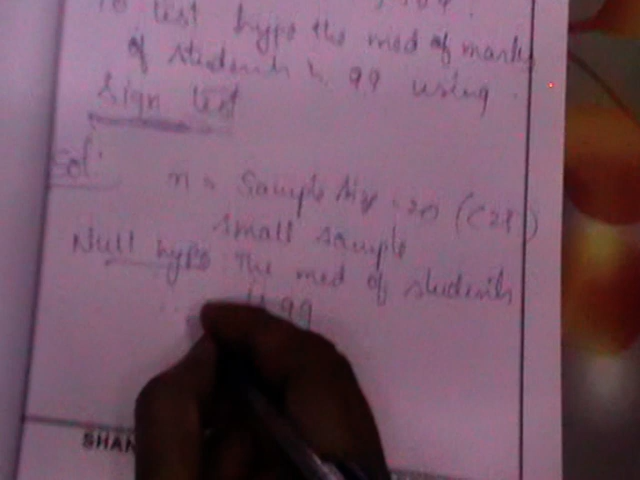 To test hypo the med of marks
of students is 99 using
Sign test
Sol:
n = Sample size = 20 (<25)
small sample
Null hypo: The med of students
is 99
SHAN